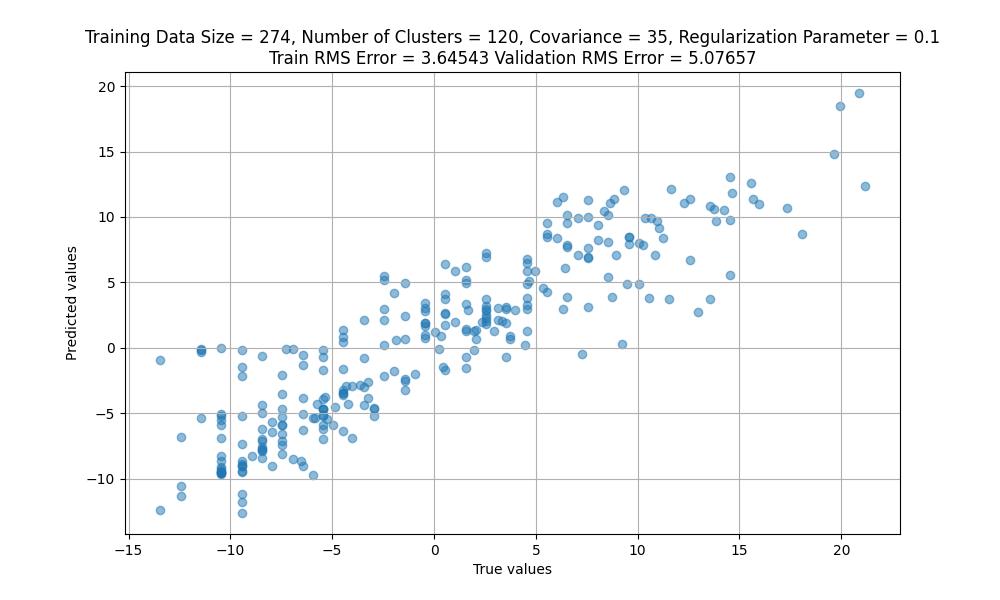 Training Data Size = 274, Number of Clusters = 120, Covariance = 35, Regularization Parameter = 0.1
Train RMS Error = 3.64543 Validation RMS Error = 5.07657
20
15
10
5
0
−5
−10
Predicted values
−15 −10 −5 0 5 10 15 20
True values